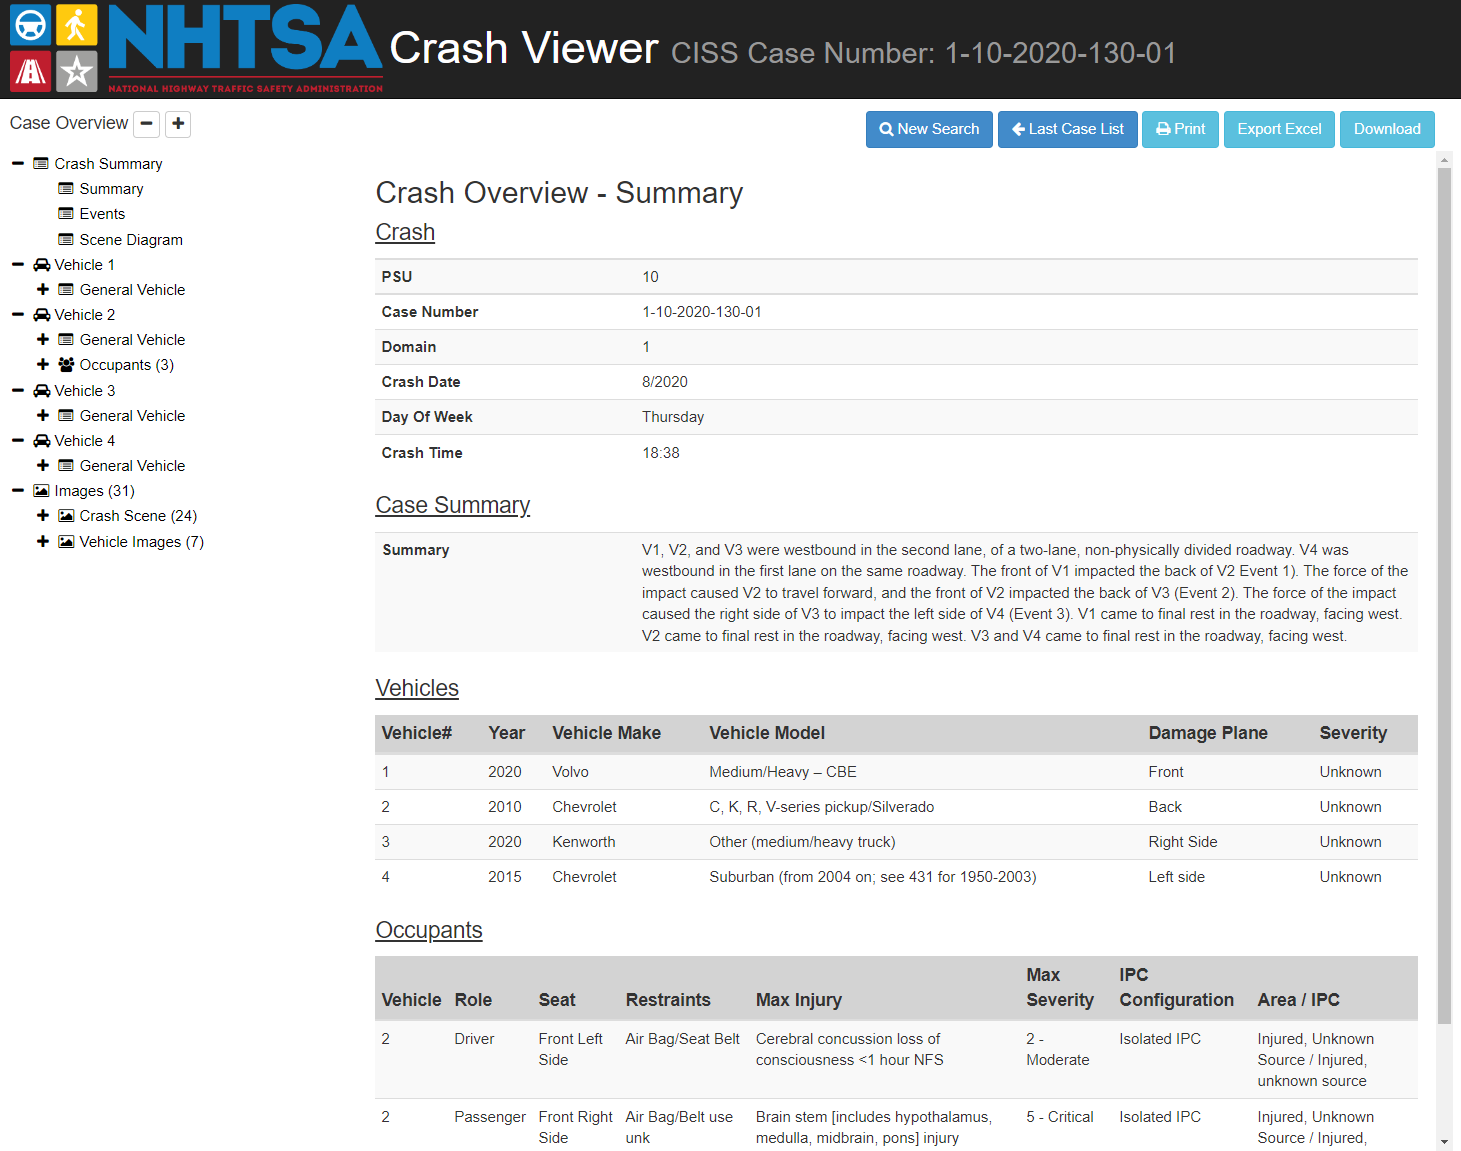 NHTSA
NATIONAL HIGHWAY TRAFFIC SAFETY ADMINISTRATION
Crash Viewer CISS Case Number: 1-10-2020-130-01
Case Overview
New Search Last Case List Print Export Excel Download
Crash Summary
Summary
Events
Scene Diagram
Vehicle 1
General Vehicle
Vehicle 2
General Vehicle
Occupants (3)
Vehicle 3
General Vehicle
Vehicle 4
General Vehicle
Images (31)
Crash Scene (24)
Vehicle Images (7)
Crash Overview - Summary
Crash
PSU 10
Case Number 1-10-2020-130-01
Domain 1
Crash Date 8/2020
Day Of Week Thursday
Crash Time 18:38
Case Summary
Summary V1, V2, and V3 were westbound in the second lane, of a two-lane, non-physically divided roadway. V4 was
westbound in the first lane on the same roadway. The front of V1 impacted the back of V2 Event 1). The force of the
impact caused V2 to travel forward, and the front of V2 impacted the back of V3 (Event 2). The force of the impact
caused the right side of V3 to impact the left side of V4 (Event 3). V1 came to final rest in the roadway, facing west.
V2 came to final rest in the roadway, facing west. V3 and V4 came to final rest in the roadway, facing west.
Vehicles
Vehicle# Year Vehicle Make Vehicle Model Damage Plane Severity
1 2020 Volvo Medium/Heavy – CBE Front Unknown
2 2010 Chevrolet C, K, R, V-series pickup/Silverado Back Unknown
3 2020 Kenworth Other (medium/heavy truck) Right Side Unknown
4 2015 Chevrolet Suburban (from 2004 on; see 431 for 1950-2003) Left side Unknown
Occupants
Max IPC
Vehicle Role Seat Restraints Max Injury Severity Configuration Area / IPC
2 Driver Front Left Air Bag/Seat Belt Cerebral concussion loss of 2 - Isolated IPC Injured, Unknown
Side consciousness <1 hour NFS Moderate Source / Injured,
unknown source
2 Passenger Front Right Air Bag/Belt use Brain stem [includes hypothalamus, 5 - Critical Isolated IPC Injured, Unknown
Side unk medulla, midbrain, pons] injury Source / Injured,